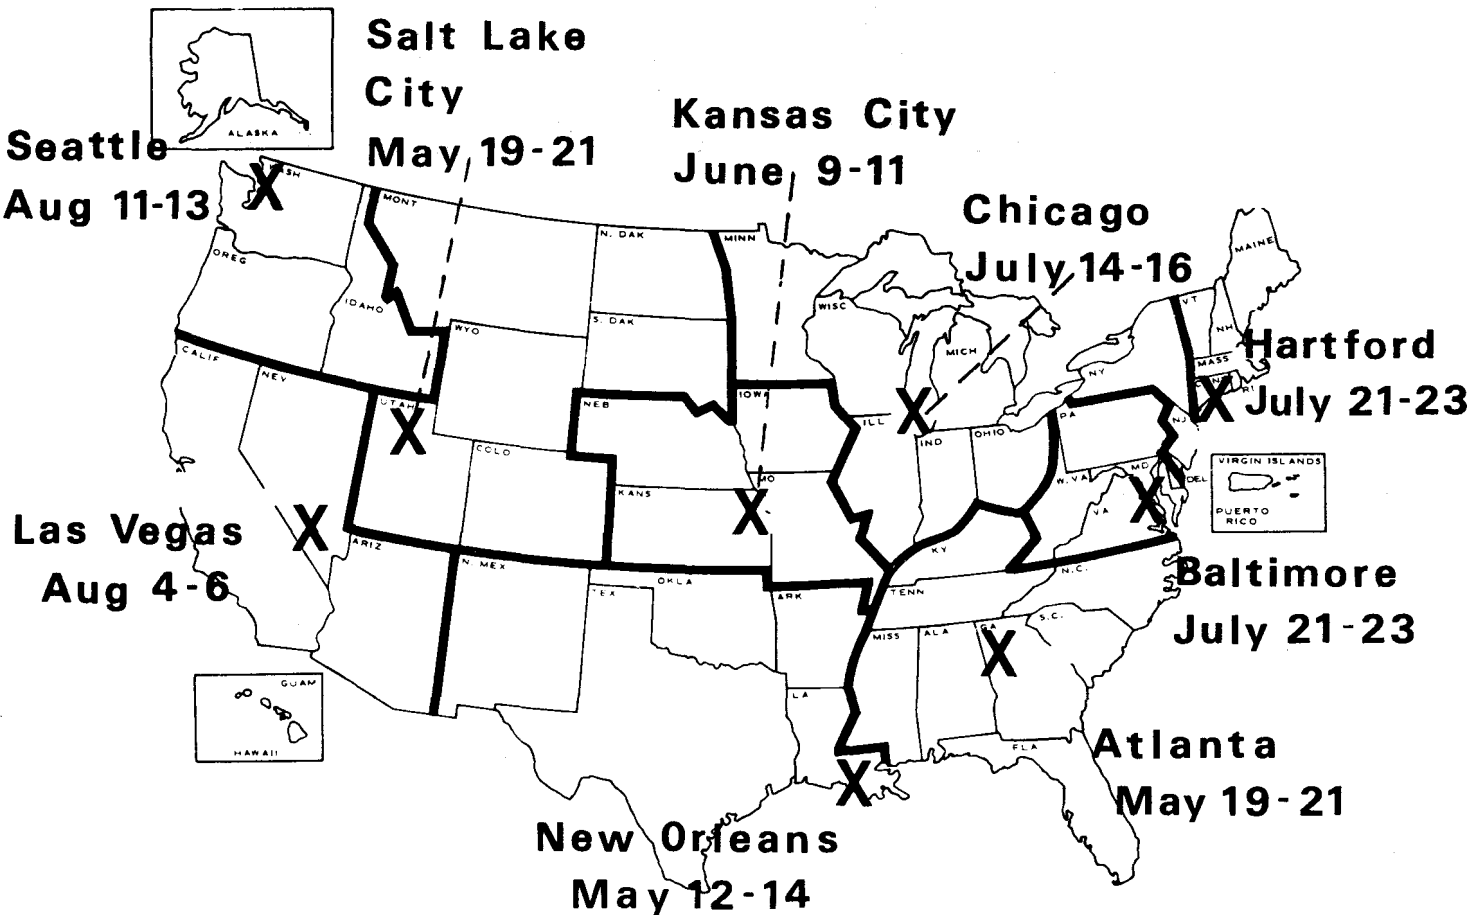 Salt Lake
City
May 19-21
ALASKA
Seattle
Aug 11-13
Kansas City
June 9-11
Chicago
July 14-16
Hartford
July 21-23
Las Vegas
Aug 4-6
Baltimore
July 21-23
Atlanta
May 19-21
New Orleans
May 12-14
MONT
N. DAK
MINN
MAINE
OREG
IDAHO
WYO
S. DAK
WISC
MICH
VT
NH
MASS
RI
NY
CALIF
NEV
UTAH
COLO
NEB
IOWA
ILL
IND
OHIO
PA
NJ
MD
DEL
W. VA
VA
KANS
MO
KY
ARIZ
N. MEX
OKLA
TEX
ARK
TENN
N.C.
S.C.
MISS
ALA
GA
LA
FLA
VIRGIN ISLANDS
PUERTO
RICO
GUAM
HAWAII